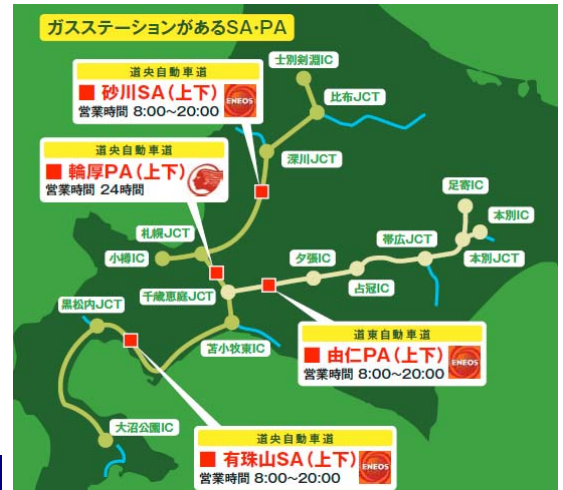 ガスステーションがあるSA・PA
士別剣淵IC
道央自動車道
■ 砂川SA(上下)
営業時間 8:00〜20:00
ENEOS
比布JCT
道央自動車道
■ 輪厚PA(上下)
営業時間 24時間
深川JCT
足寄IC
本別IC
札幌JCT
帯広JCT
小樽IC
夕張IC
本別JCT
占冠IC
千歳恵庭JCT
黒松内JCT
苫小牧東IC
道東自動車道
■ 由仁PA(上下)
営業時間 8:00〜20:00
ENEOS
大沼公園IC
道央自動車道
■ 有珠山SA(上下)
営業時間 8:00〜20:00
ENEOS